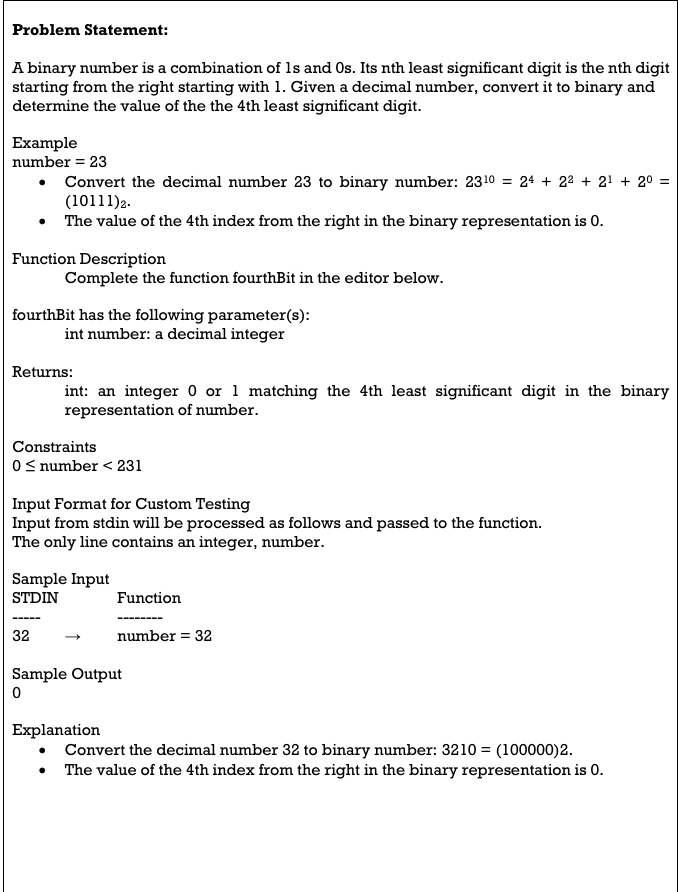 Problem Statement:
A binary number is a combination of 1s and 0s. Its nth least significant digit is the nth digit
starting from the right starting with 1. Given a decimal number, convert it to binary and
determine the value of the the 4th least significant digit.
Example
number = 23
• Convert the decimal number 23 to binary number: 23¹⁰ = 2⁴ + 2² + 2¹ + 2⁰ =
(10111)₂.
• The value of the 4th index from the right in the binary representation is 0.
Function Description
Complete the function fourthBit in the editor below.
fourthBit has the following parameter(s):
int number: a decimal integer
Returns:
int: an integer 0 or 1 matching the 4th least significant digit in the binary
representation of number.
Constraints
0 ≤ number < 231
Input Format for Custom Testing
Input from stdin will be processed as follows and passed to the function.
The only line contains an integer, number.
Sample Input
STDIN Function
----- --------
32 → number = 32
Sample Output
0
Explanation
• Convert the decimal number 32 to binary number: 3210 = (100000)2.
• The value of the 4th index from the right in the binary representation is 0.